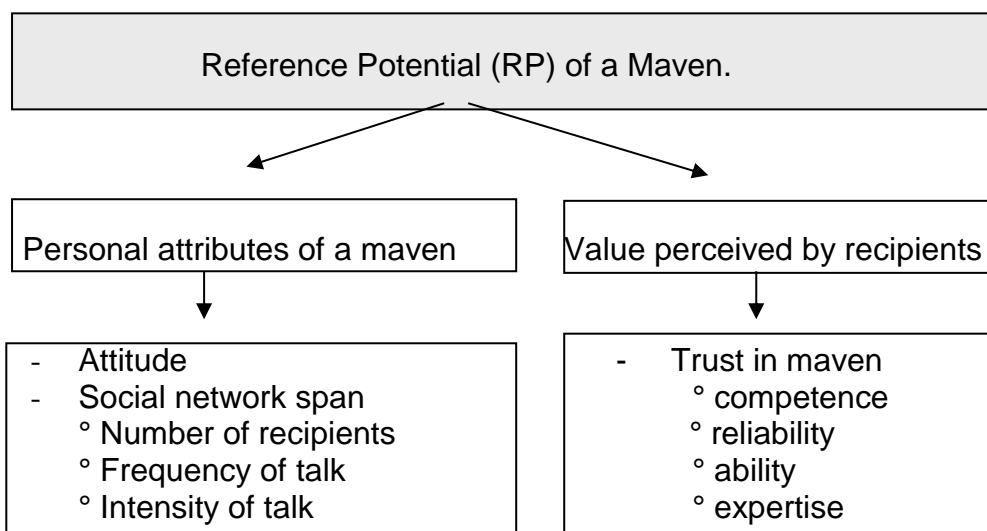 Reference Potential (RP) of a Maven.
Personal attributes of a maven
Value perceived by recipients
- Attitude
- Social network span
° Number of recipients
° Frequency of talk
° Intensity of talk
- Trust in maven
° competence
° reliability
° ability
° expertise